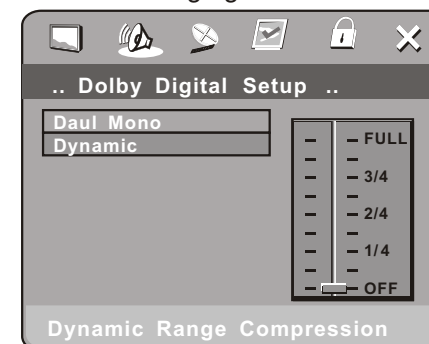 .. Dolby Digital Setup ..
Daul Mono
Dynamic
FULL
3/4
2/4
1/4
OFF
Dynamic Range Compression